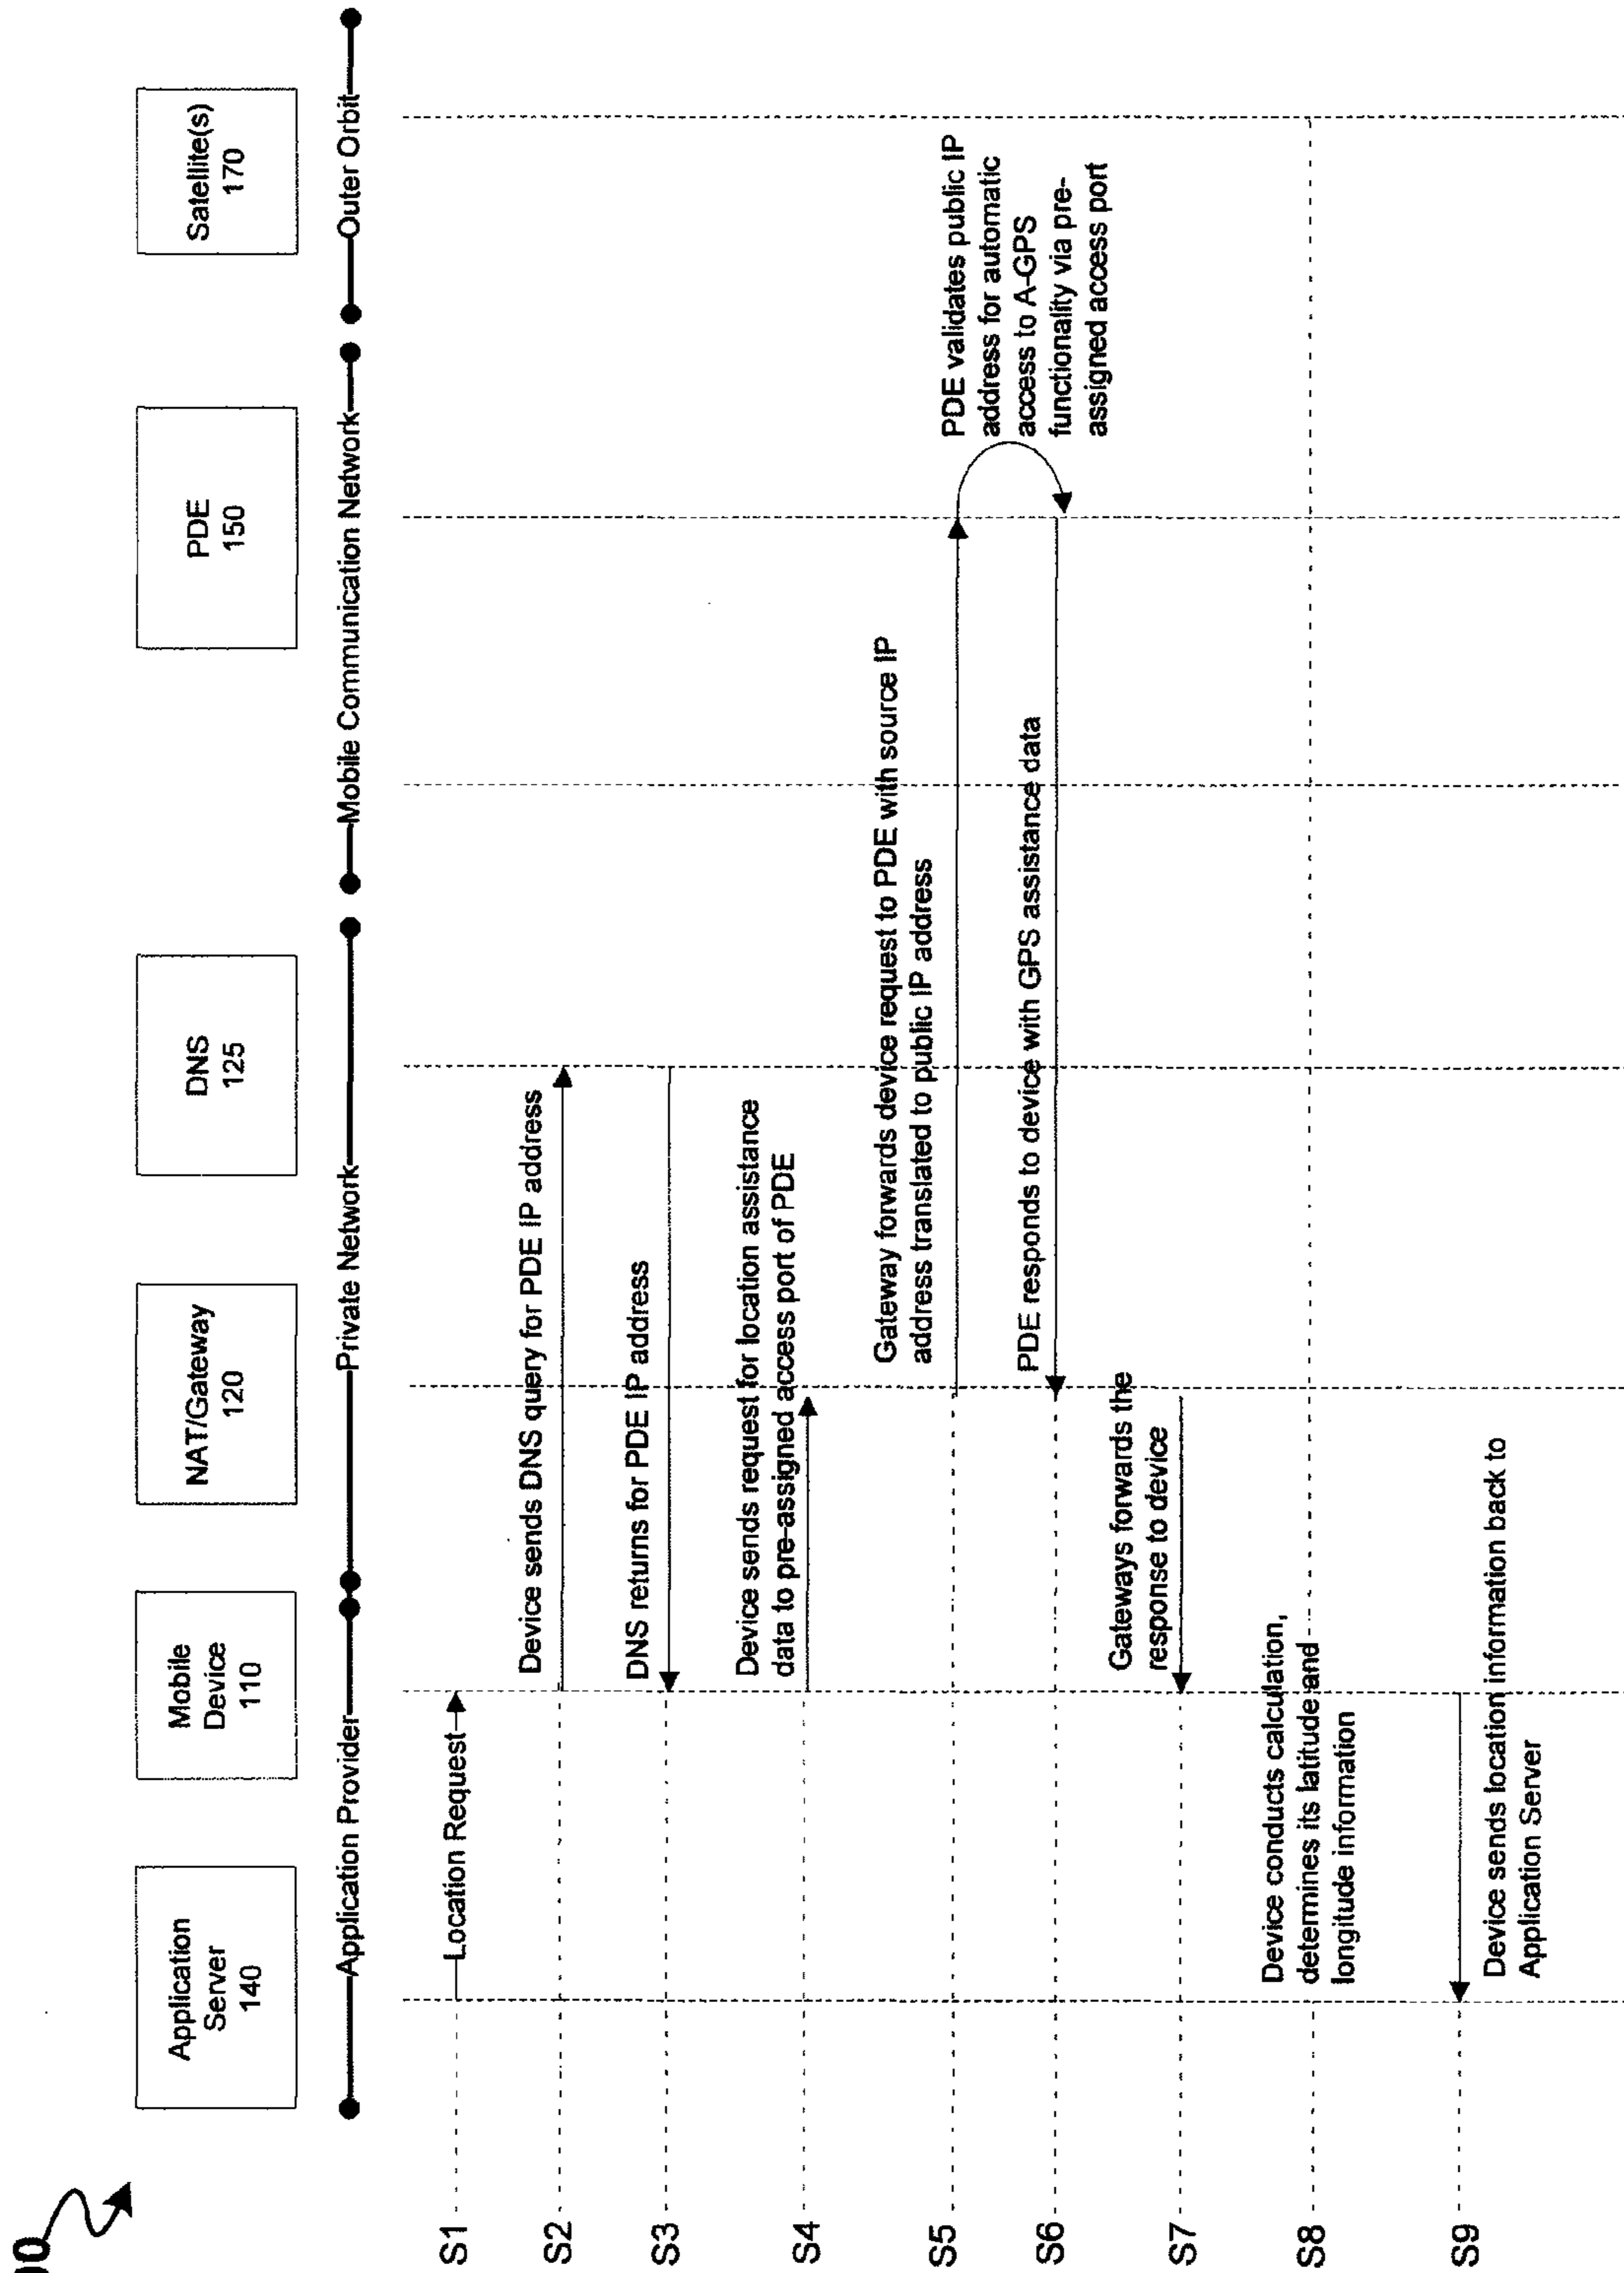 00
Application
Server
140
Mobile
Device
110
NAT/Gateway
120
DNS
125
PDE
150
Satellite(s)
170
Application Provider
Private Network
Mobile Communication Network
Outer Orbit
S1
Location Request
S2
Device sends DNS query for PDE IP address
S3
DNS returns for PDE IP address
S4
Device sends request for location assistance
data to pre-assigned access port of PDE
S5
Gateway forwards device request to PDE with source IP
address translated to public IP address
PDE validates public IP
address for automatic
access to A-GPS
functionality via pre-
assigned access port
S6
PDE responds to device with GPS assistance data
S7
Gateways forwards the
response to device
S8
Device conducts calculation,
determines its latitude and
longitude information
S9
Device sends location information back to
Application Server